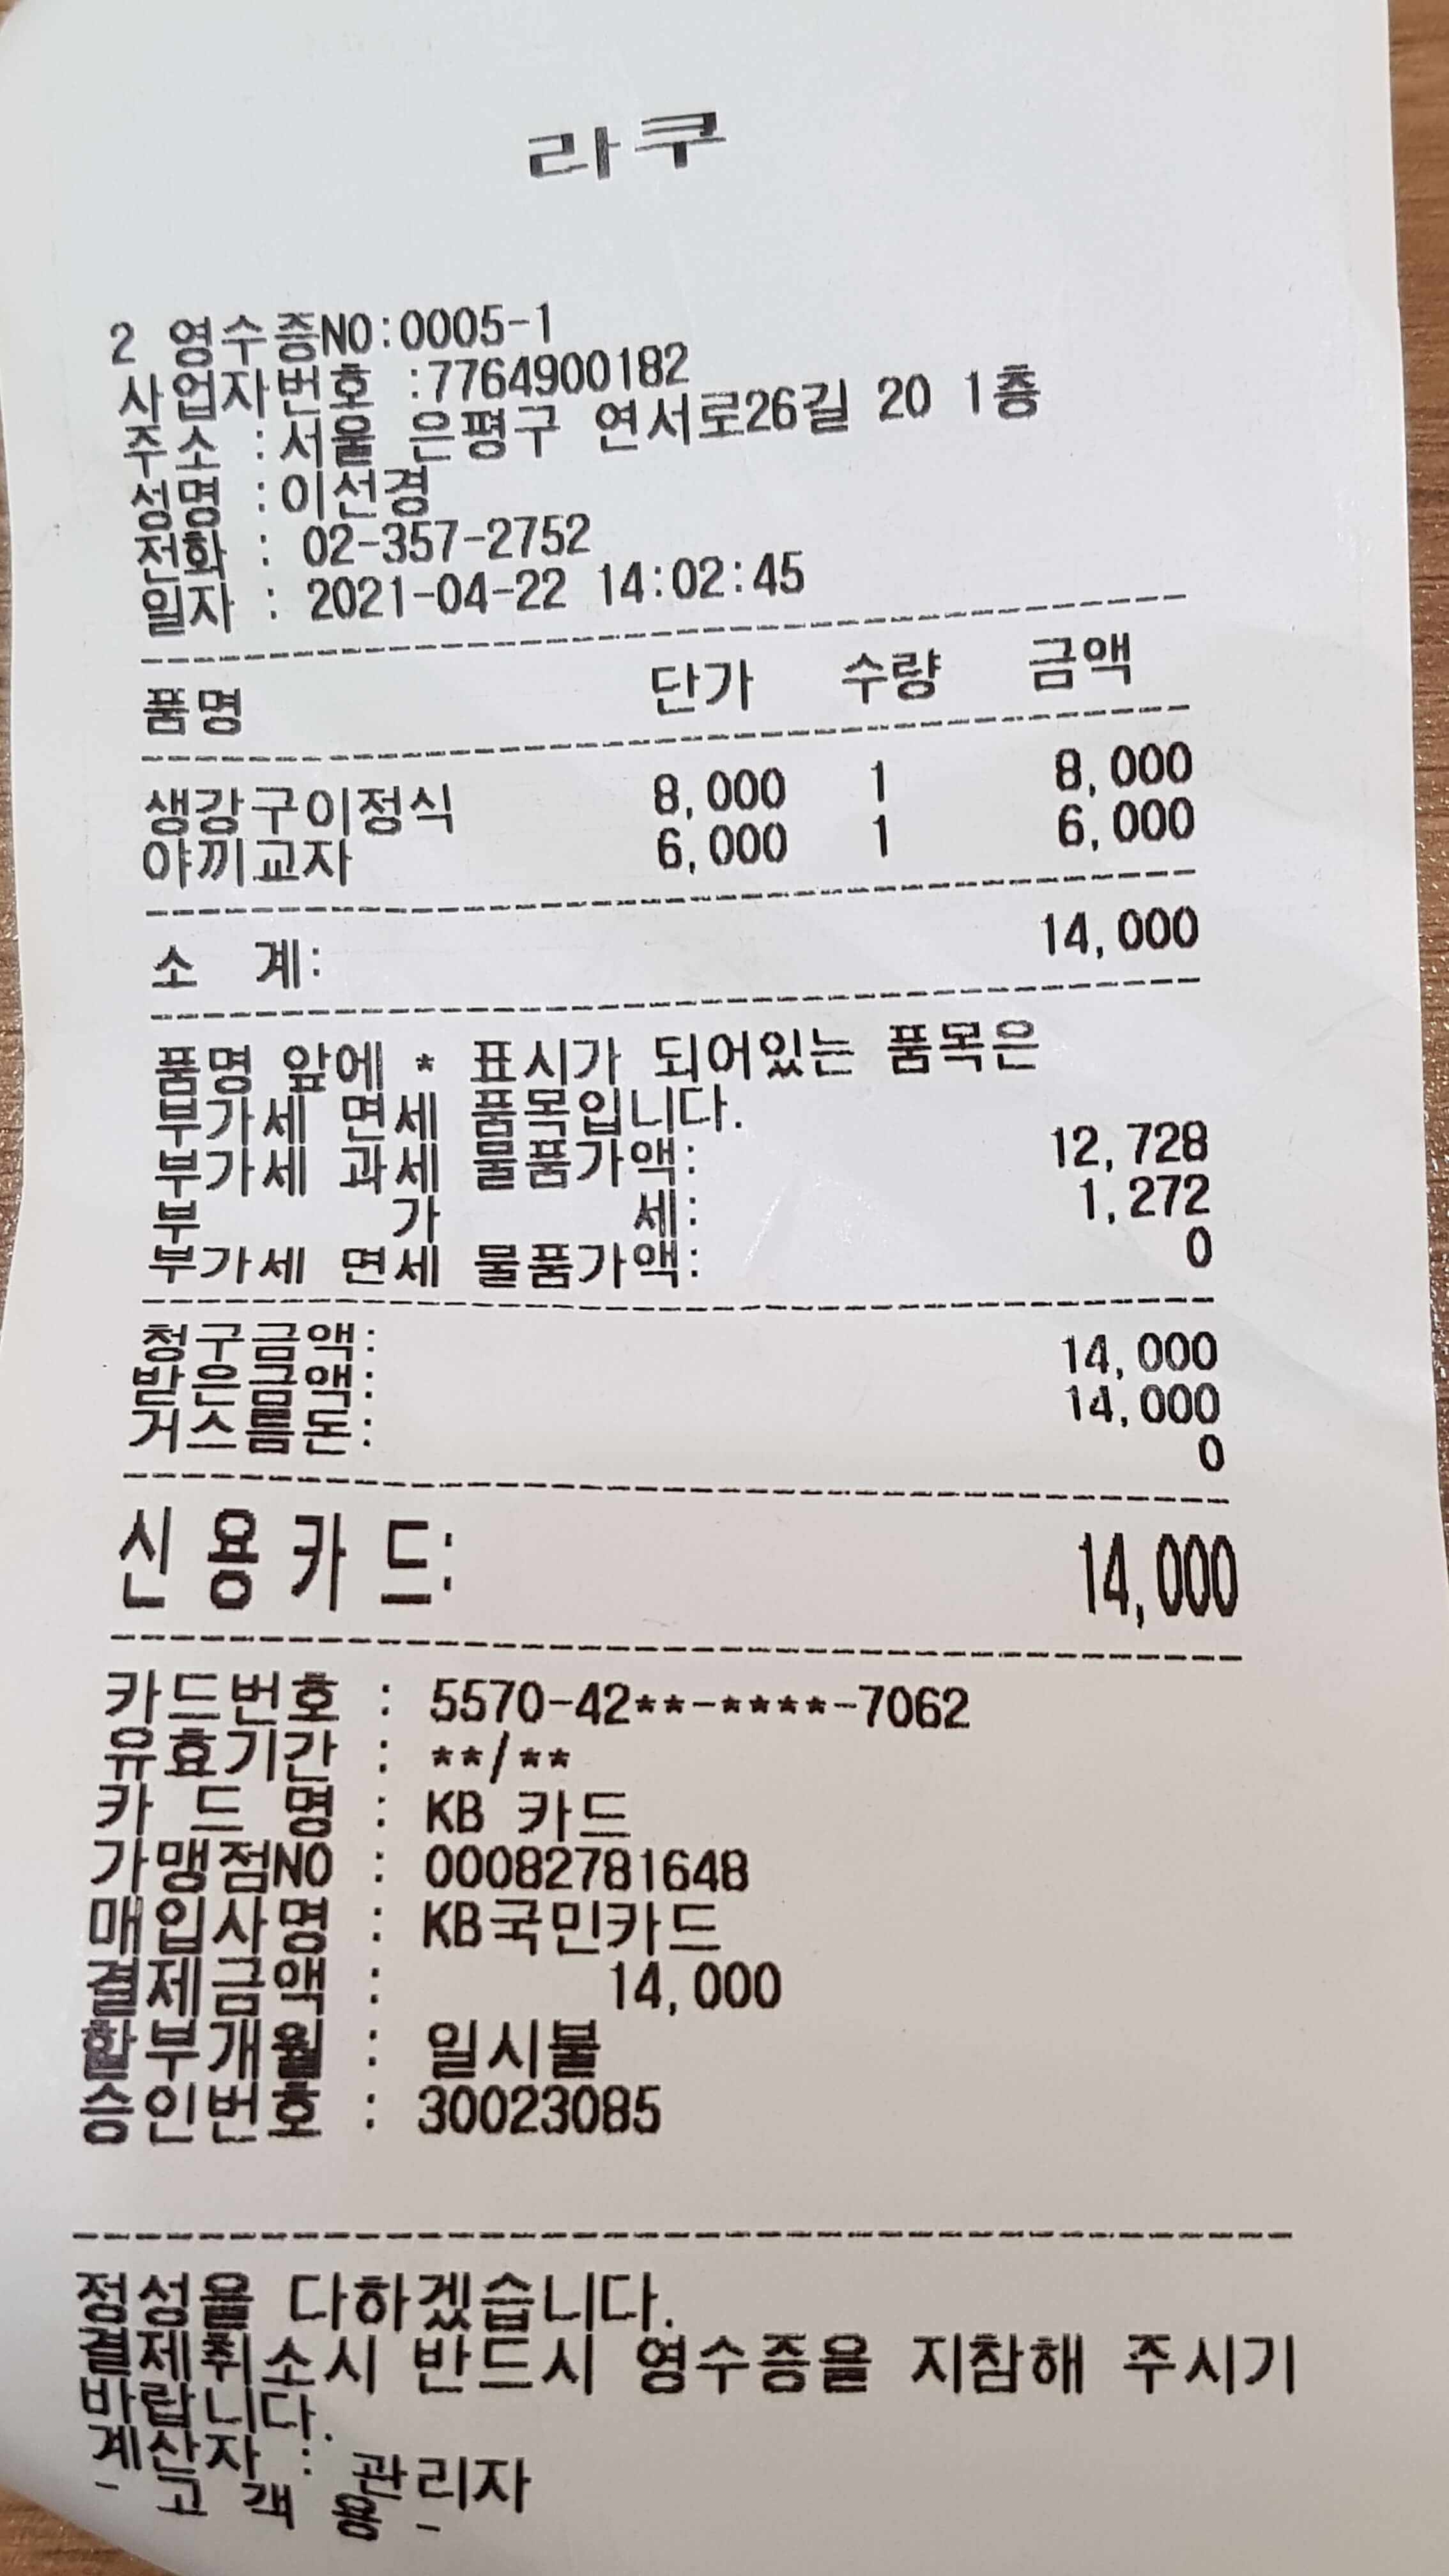 라쿠
2 영수증NO:0005-1
사업자번호 :7764900182
주소 :서울 은평구 연서로26길 20 1층
성명 :이선경
전화 : 02-357-2752
일자 : 2021-04-22 14:02:45
품명 단가 수량 금액
생강구이정식 8,000 1 8,000
야끼교자 6,000 1 6,000
소 계: 14,000
품명 앞에 * 표시가 되어있는 품목은
부가세 면세 품목입니다.
부가세 과세 물품가액: 12,728
부 가 세: 1,272
부가세 면세 물품가액: 0
청구금액: 14,000
받은금액: 14,000
거스름돈: 0
신용카드: 14,000
카드번호 : 5570-42**-****-7062
유효기간 : **/**
카 드 명 : KB 카드
가맹점NO : 00082781648
매입사명 : KB국민카드
결제금액 : 14,000
할부개월 : 일시불
승인번호 : 30023085
정성을 다하겠습니다.
결제취소시 반드시 영수증을 지참해 주시기
바랍니다.
계산자 : 관리자
- 고 객 용 -